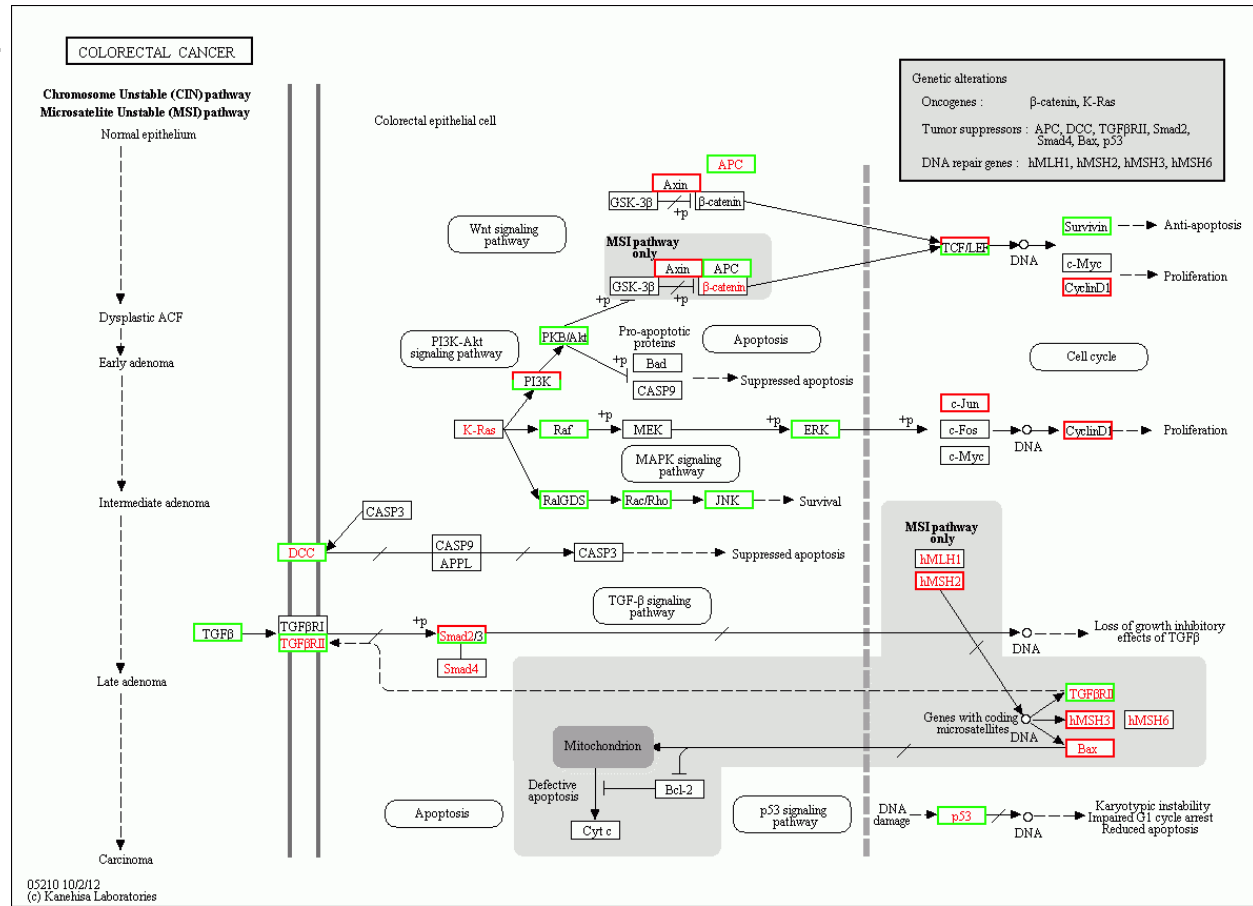 COLORECTAL CANCER
Chromosome Unstable (CIN) pathway
Microsatelite Unstable (MSI) pathway
Normal epithelium
Dysplastic ACF
Early adenoma
Intermediate adenoma
Late adenoma
Carcinoma
05210 10/2/12
(c) Kanehisa Laboratories
Colorectal epithelial cell
Genetic alterations
Oncogenes : β-catenin, K-Ras
Tumor suppressors : APC, DCC, TGFβRII, Smad2,
Smad4, Bax, p53
DNA repair genes : hMLH1, hMSH2, hMSH3, hMSH6
APC
Axin
GSK-3β
β-catenin
+p
Wnt signaling
pathway
MSI pathway
only
Axin
APC
GSK-3β
β-catenin
+p
+p
TCF/LEF
DNA
Survivin
Anti-apoptosis
c-Myc
CyclinD1
Proliferation
PI3K-Akt
signaling pathway
PKB/Akt
PI3K
Pro-apoptotic
proteins
+p
Bad
CASP9
Suppressed apoptosis
Apoptosis
Cell cycle
K-Ras
Raf
+p
MEK
+p
ERK
+p
c-Jun
c-Fos
c-Myc
DNA
CyclinD1
Proliferation
MAPK signaling
pathway
RalGDS
Rac/Rho
JNK
Survival
CASP3
DCC
CASP9
APPL
CASP3
Suppressed apoptosis
MSI pathway
only
hMLH1
hMSH2
TGF-β signaling
pathway
TGFβ
TGFβRI
TGFβRII
+p
Smad2/3
Smad4
DNA
Loss of growth inhibitory
effects of TGFβ
TGFβRII
Genes with coding
microsatellites
DNA
hMSH3
hMSH6
Bax
Mitochondrion
Defective
apoptosis
Bcl-2
Cyt c
Apoptosis
p53 signaling
pathway
DNA
damage
p53
DNA
Karyotypic instability
Impaired G1 cycle arrest
Reduced apoptosis